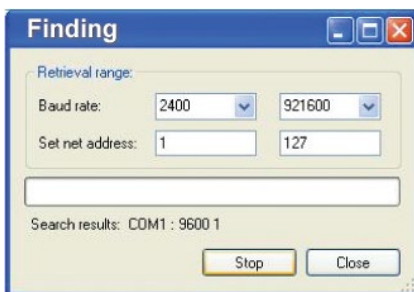 Finding
Retrieval range:
Baud rate: 2400 921600
Set net address: 1 127
Search results: COM1 : 9600 1
Stop Close